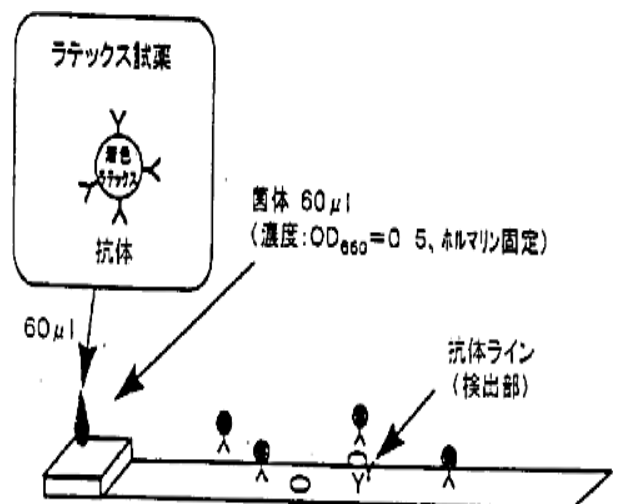 ラテックス試薬
着色
ラテックス
抗体
菌体 60μl
(濃度:OD660=0 5、ホルマリン固定)
60μl
抗体ライン
(検出部)